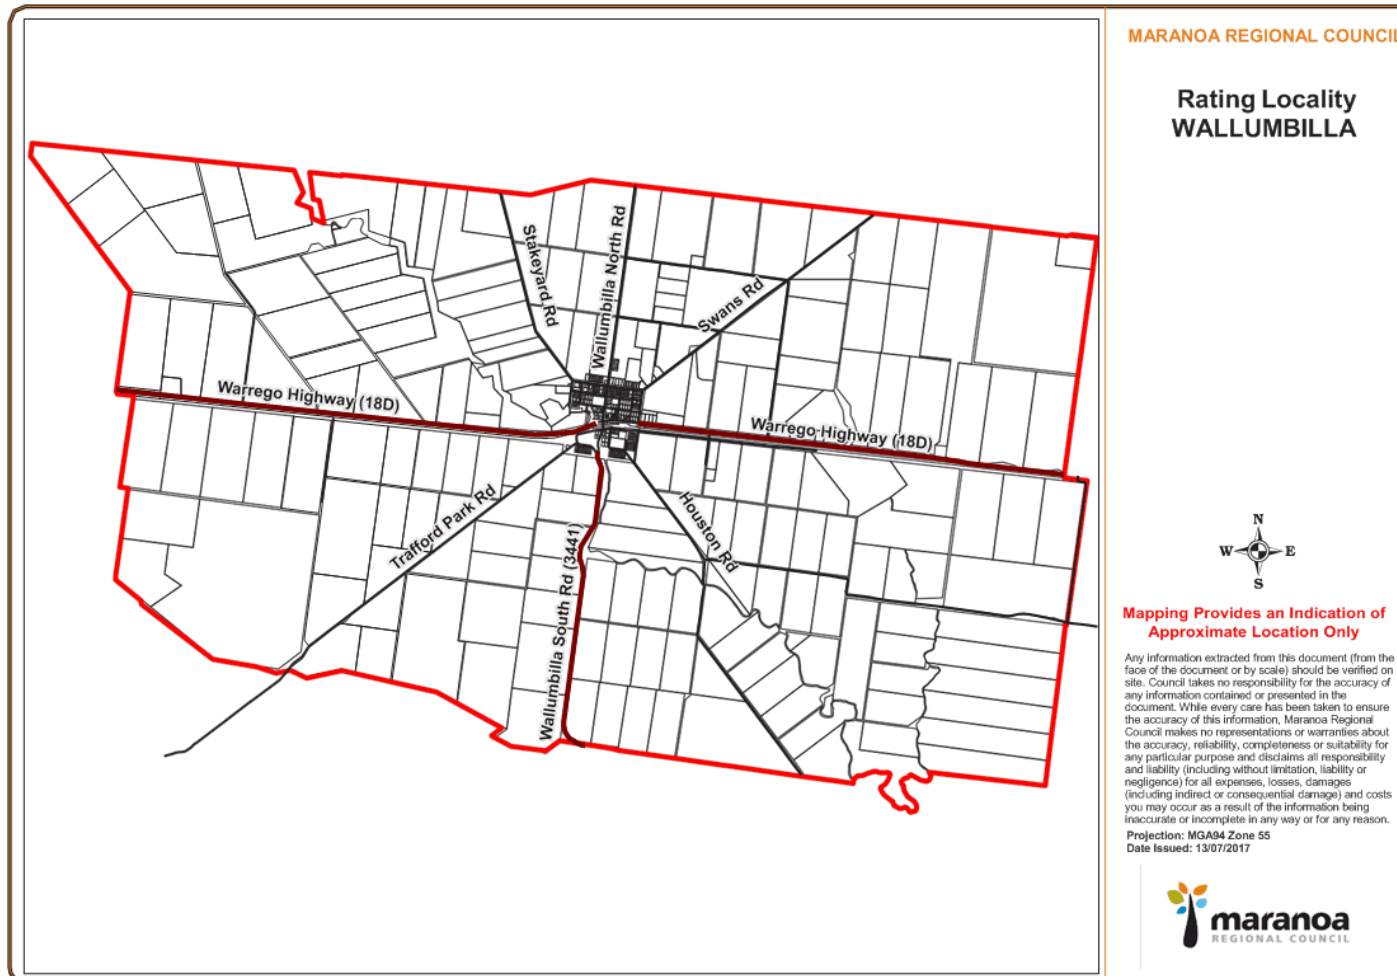 MARANOA REGIONAL COUNCIL
Rating Locality
WALLUMBILLA
Stakeyard Rd
Wallumbilla North Rd
Swans Rd
Warrego Highway (18D)
Warrego Highway (18D)
Trafford Park Rd
Wallumbilla South Rd (3441)
Houston Rd
N
W E
S
Mapping Provides an Indication of
Approximate Location Only
Any information extracted from this document (from the
face of the document or by scale) should be verified on
site. Council takes no responsibility for the accuracy of
any information contained or presented in the
document. While every care has been taken to ensure
the accuracy of this information, Maranoa Regional
Council makes no representations or warranties about
the accuracy, reliability, completeness or suitability for
any particular purpose and disclaims all responsibility
and liability (including without limitation, liability or
negligence) for all expenses, losses, damages
(including indirect or consequential damage) and costs
you may occur as a result of the information being
inaccurate or incomplete in any way or for any reason.
Projection: MGA94 Zone 55
Date Issued: 13/07/2017
maranoa
REGIONAL COUNCIL